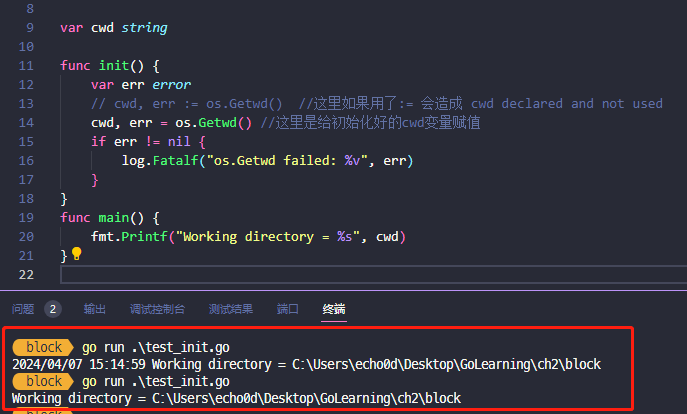 8
9 var cwd string
10
11 func init() {
12 var err error
13 // cwd, err := os.Getwd() //这里如果用了:= 会造成 cwd declared and not used
14 cwd, err = os.Getwd() //这里是给初始化好的cwd变量赋值
15 if err != nil {
16 log.Fatalf("os.Getwd failed: %v", err)
17 }
18 }
19 func main() {
20 fmt.Printf("Working directory = %s", cwd)
21 }
22
问题 2 输出 调试控制台 测试结果 端口 终端
block go run .\test_init.go
2024/04/07 15:14:59 Working directory = C:\Users\echo0d\Desktop\GoLearning\ch2\block
block go run .\test_init.go
Working directory = C:\Users\echo0d\Desktop\GoLearning\ch2\block
block